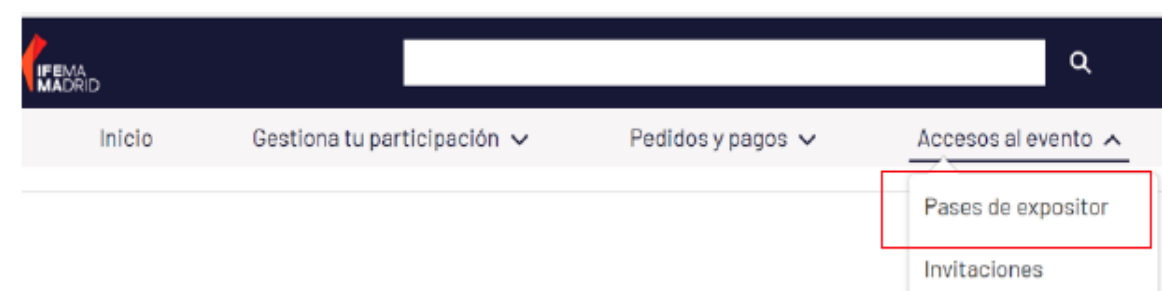 IFEMA
MADRID
Inicio Gestiona tu participación Pedidos y pagos Accesos al evento
Pases de expositor
Invitaciones